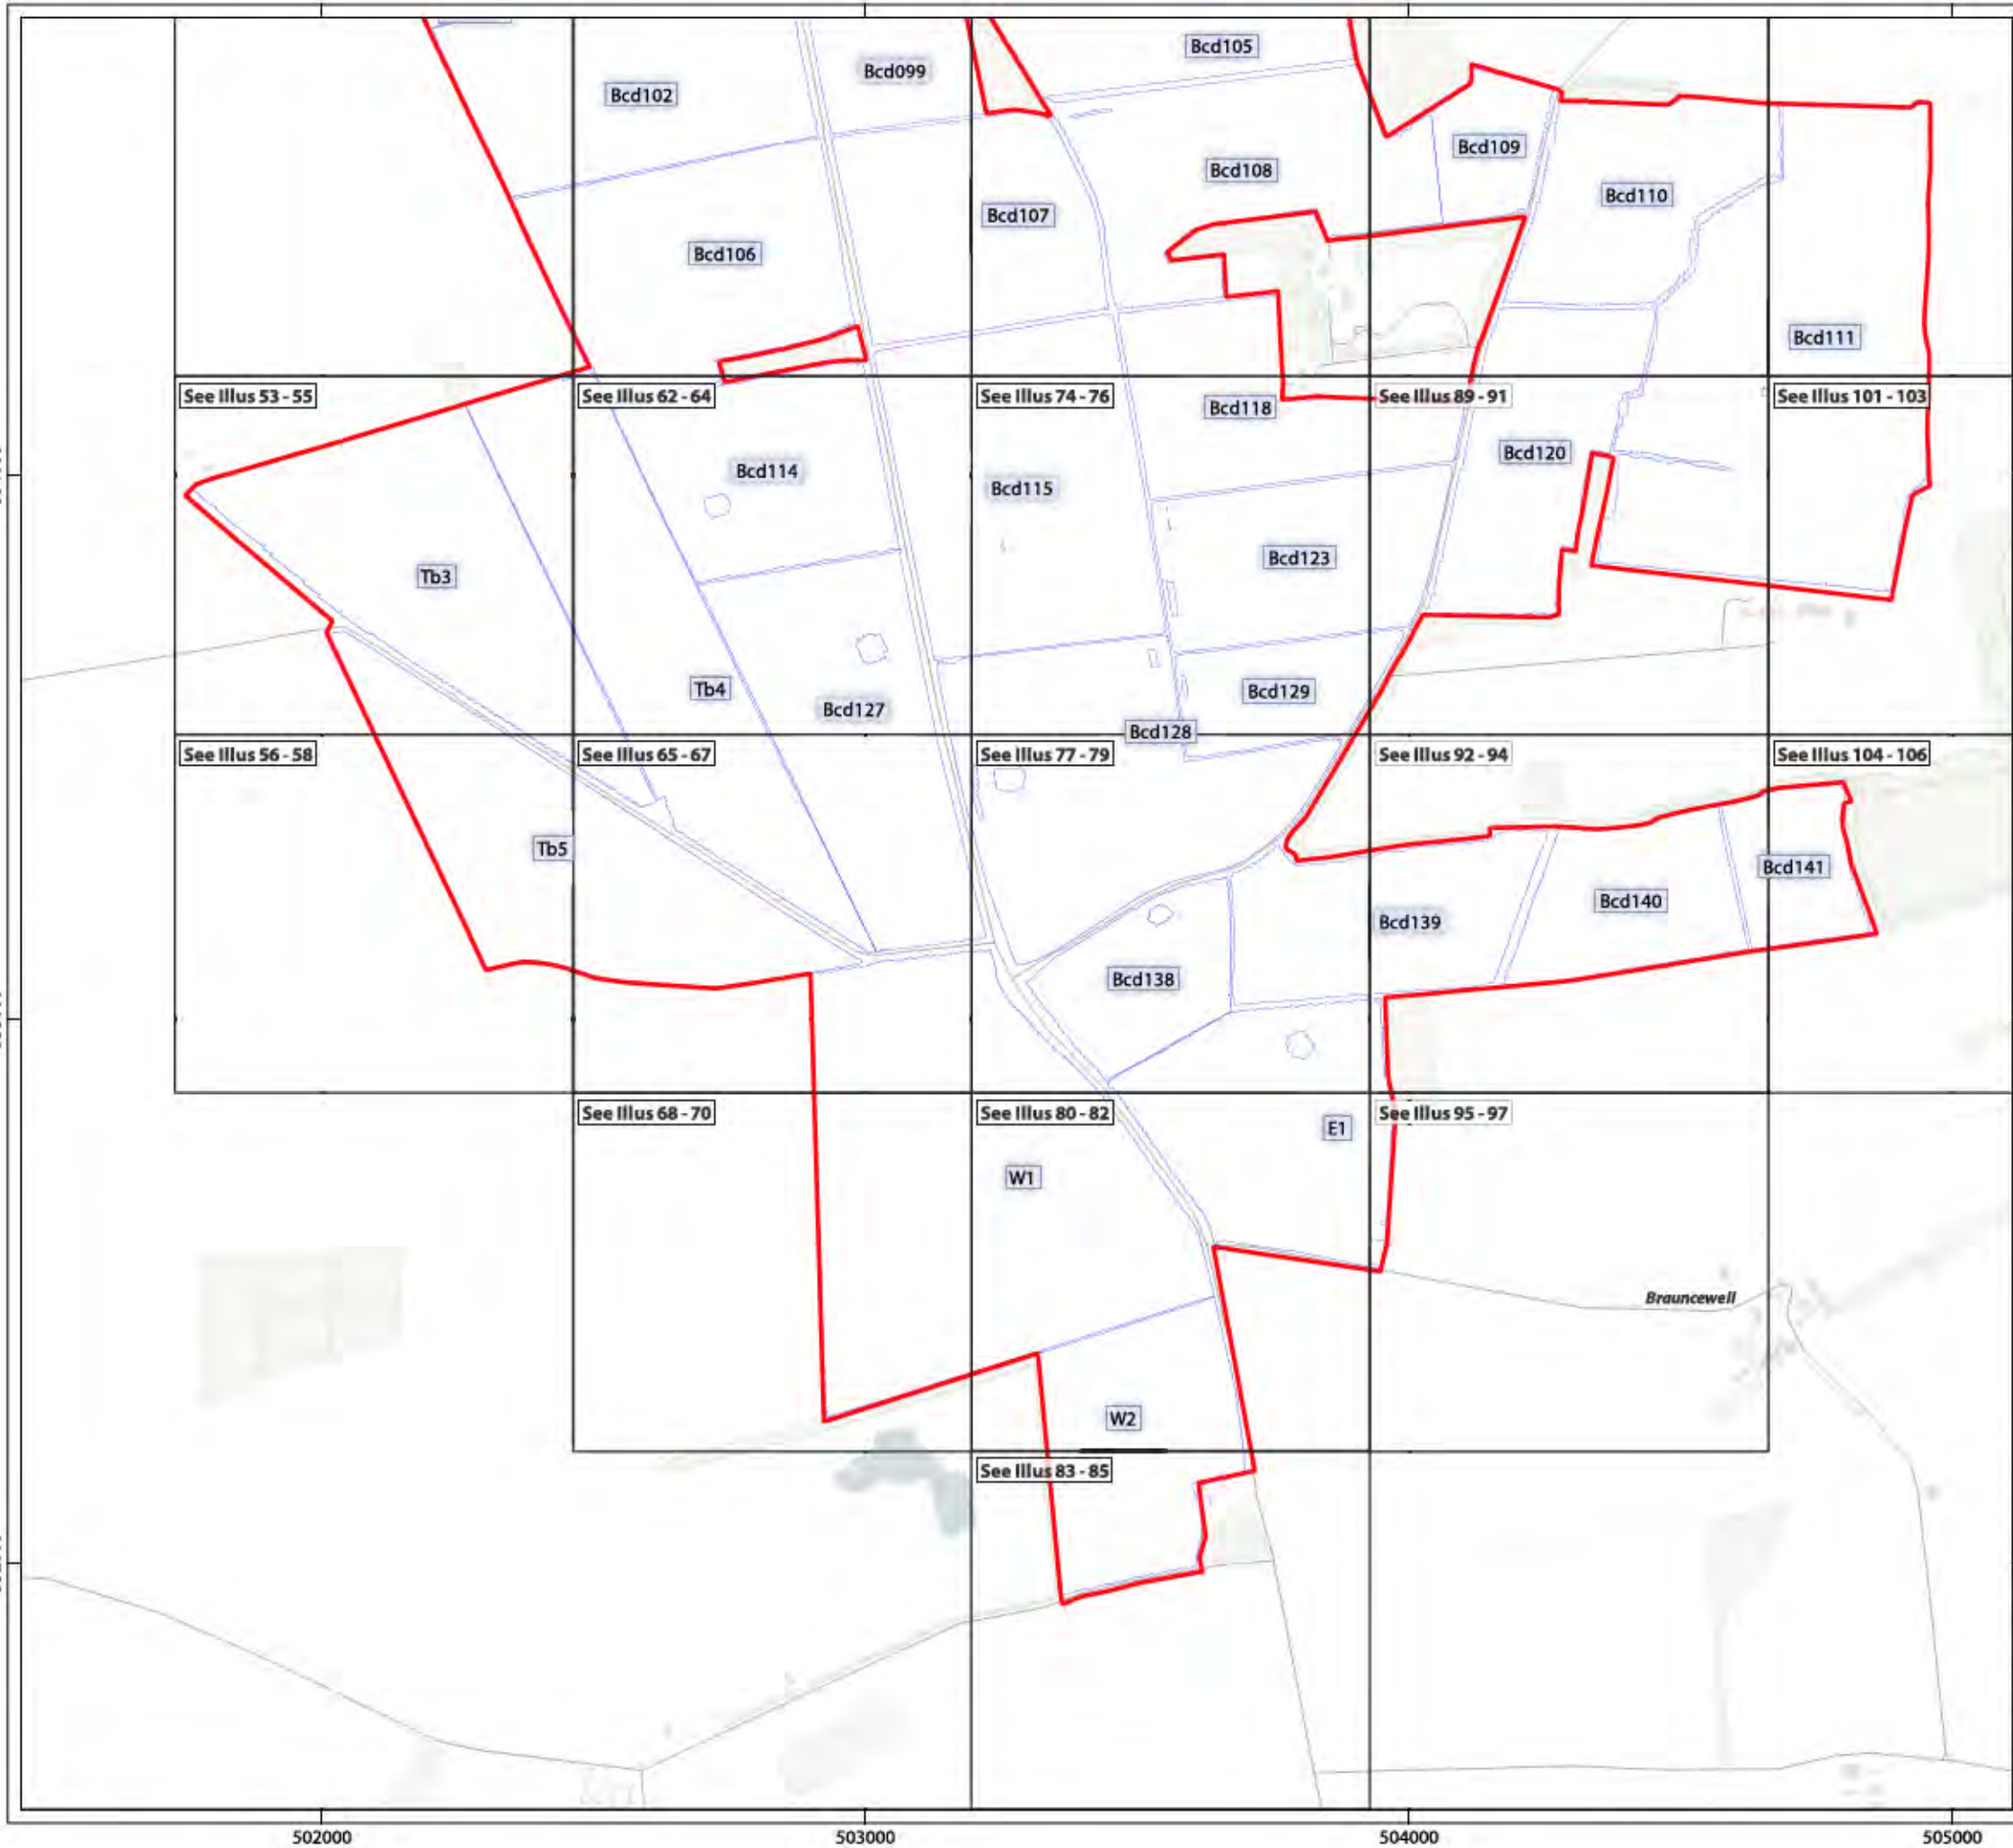 Bcd105
Bcd099
Bcd102
Bcd109
Bcd108
Bcd110
Bcd107
Bcd106
Bcd111
See Illus 53 - 55
See Illus 62 - 64
See Illus 74 - 76
Bcd118
See Illus 89 - 91
See Illus 101 - 103
Bcd120
Bcd114
Bcd115
Bcd123
Tb3
Tb4
Bcd129
Bcd127
Bcd128
See Illus 56 - 58
See Illus 65 - 67
See Illus 77 - 79
See Illus 92 - 94
See Illus 104 - 106
Tb5
Bcd141
Bcd140
Bcd139
Bcd138
See Illus 68 - 70
See Illus 80 - 82
E1
See Illus 95 - 97
W1
Brauncewell
W2
See Illus 83 - 85
502000
503000
504000
505000